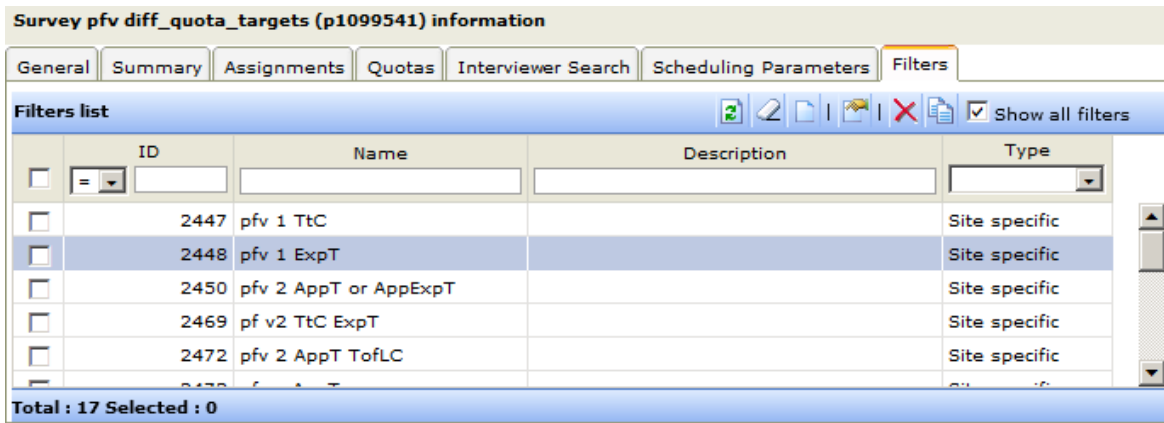 Survey pfv diff_quota_targets (p1099541) information
General Summary Assignments Quotas Interviewer Search Scheduling Parameters Filters
Filters list Show all filters
ID Name Description Type
=
2447 pfv 1 TtC Site specific
2448 pfv 1 ExpT Site specific
2450 pfv 2 AppT or AppExpT Site specific
2469 pf v2 TtC ExpT Site specific
2472 pfv 2 AppT TofLC Site specific
Total : 17 Selected : 0